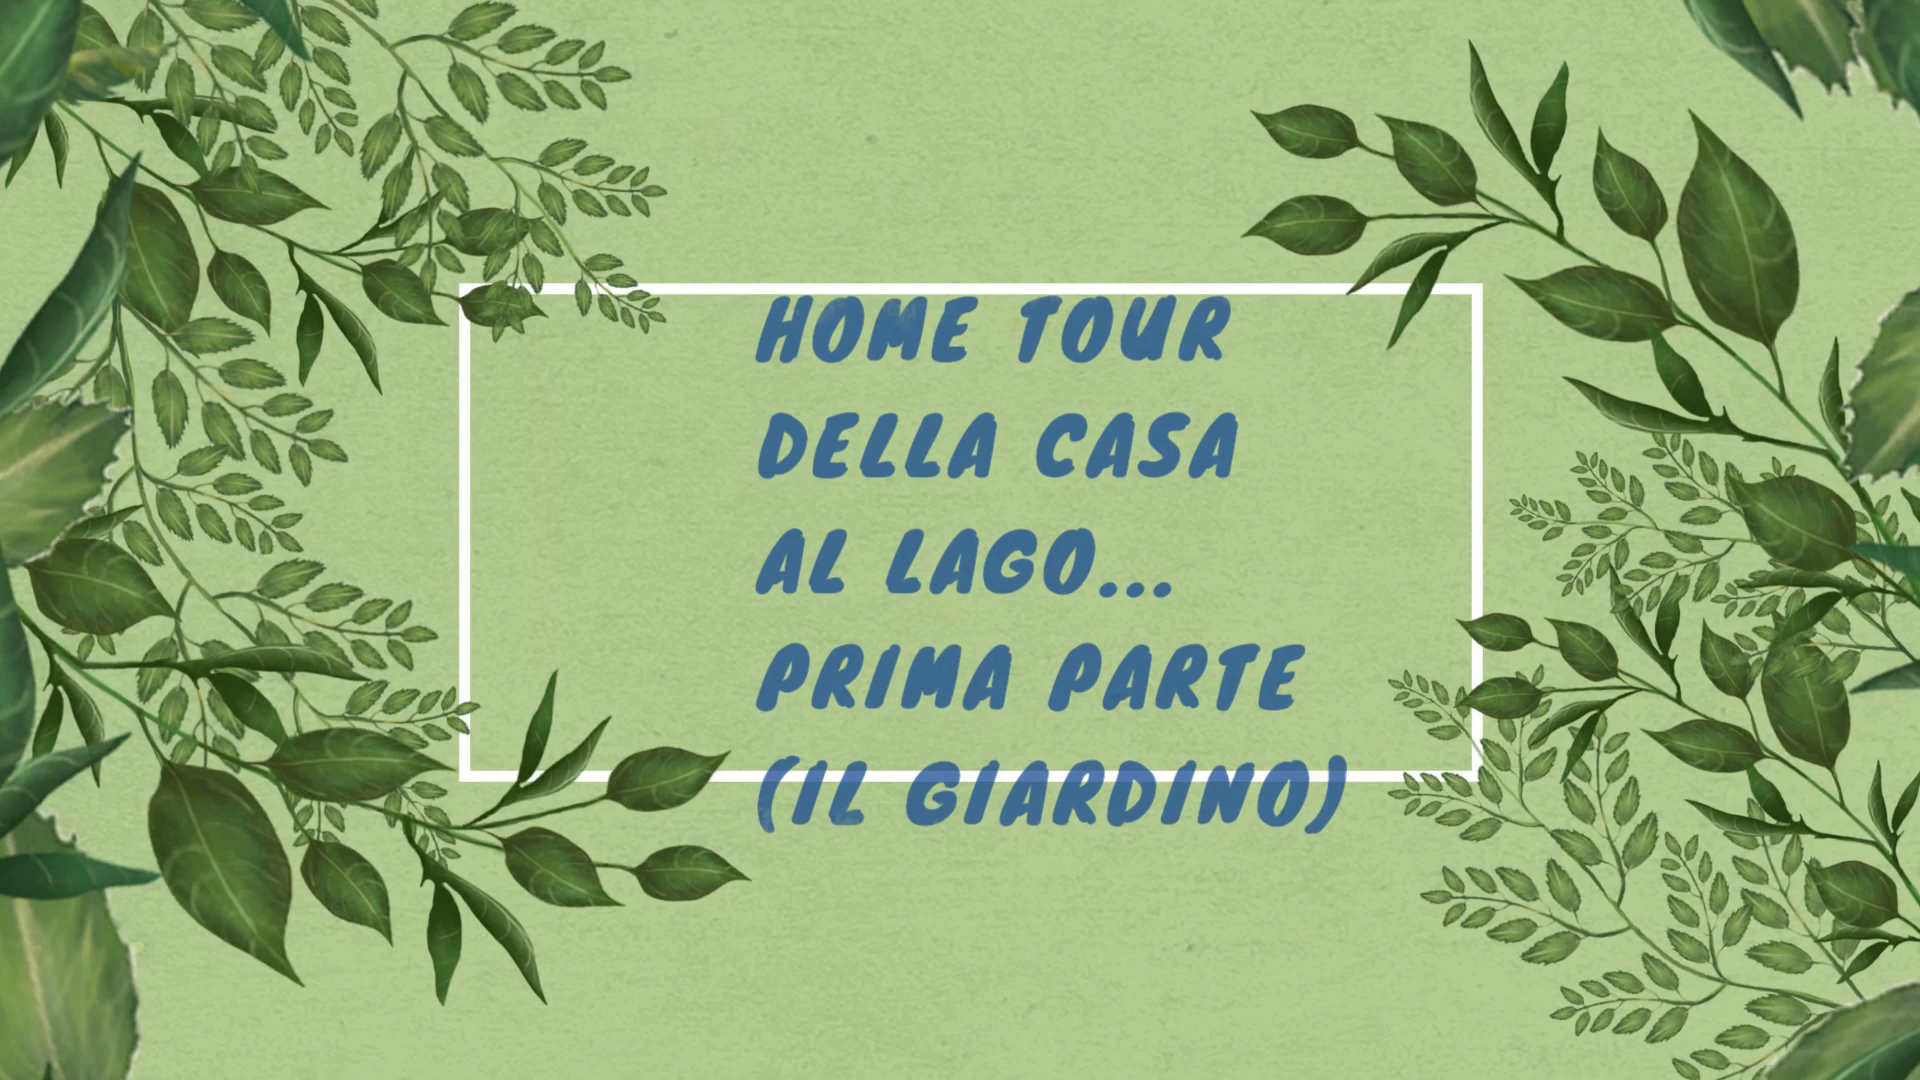 HOME TOUR
DELLA CASA
AL LAGO...
PRIMA PARTE
(IL GIARDINO)